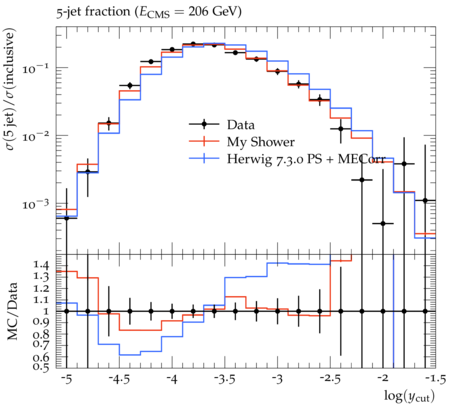 5-jet fraction (E_CMS = 206 GeV)
σ(5 jet)/σ(inclusive)
10^−1
10^−2
10^−3
Data
My Shower
Herwig 7.3.0 PS + MECorr
MC/Data
1.4
1.3
1.2
1.1
1
0.9
0.8
0.7
0.6
0.5
-5 -4.5 -4 -3.5 -3 -2.5 -2 -1.5
log(y_cut)